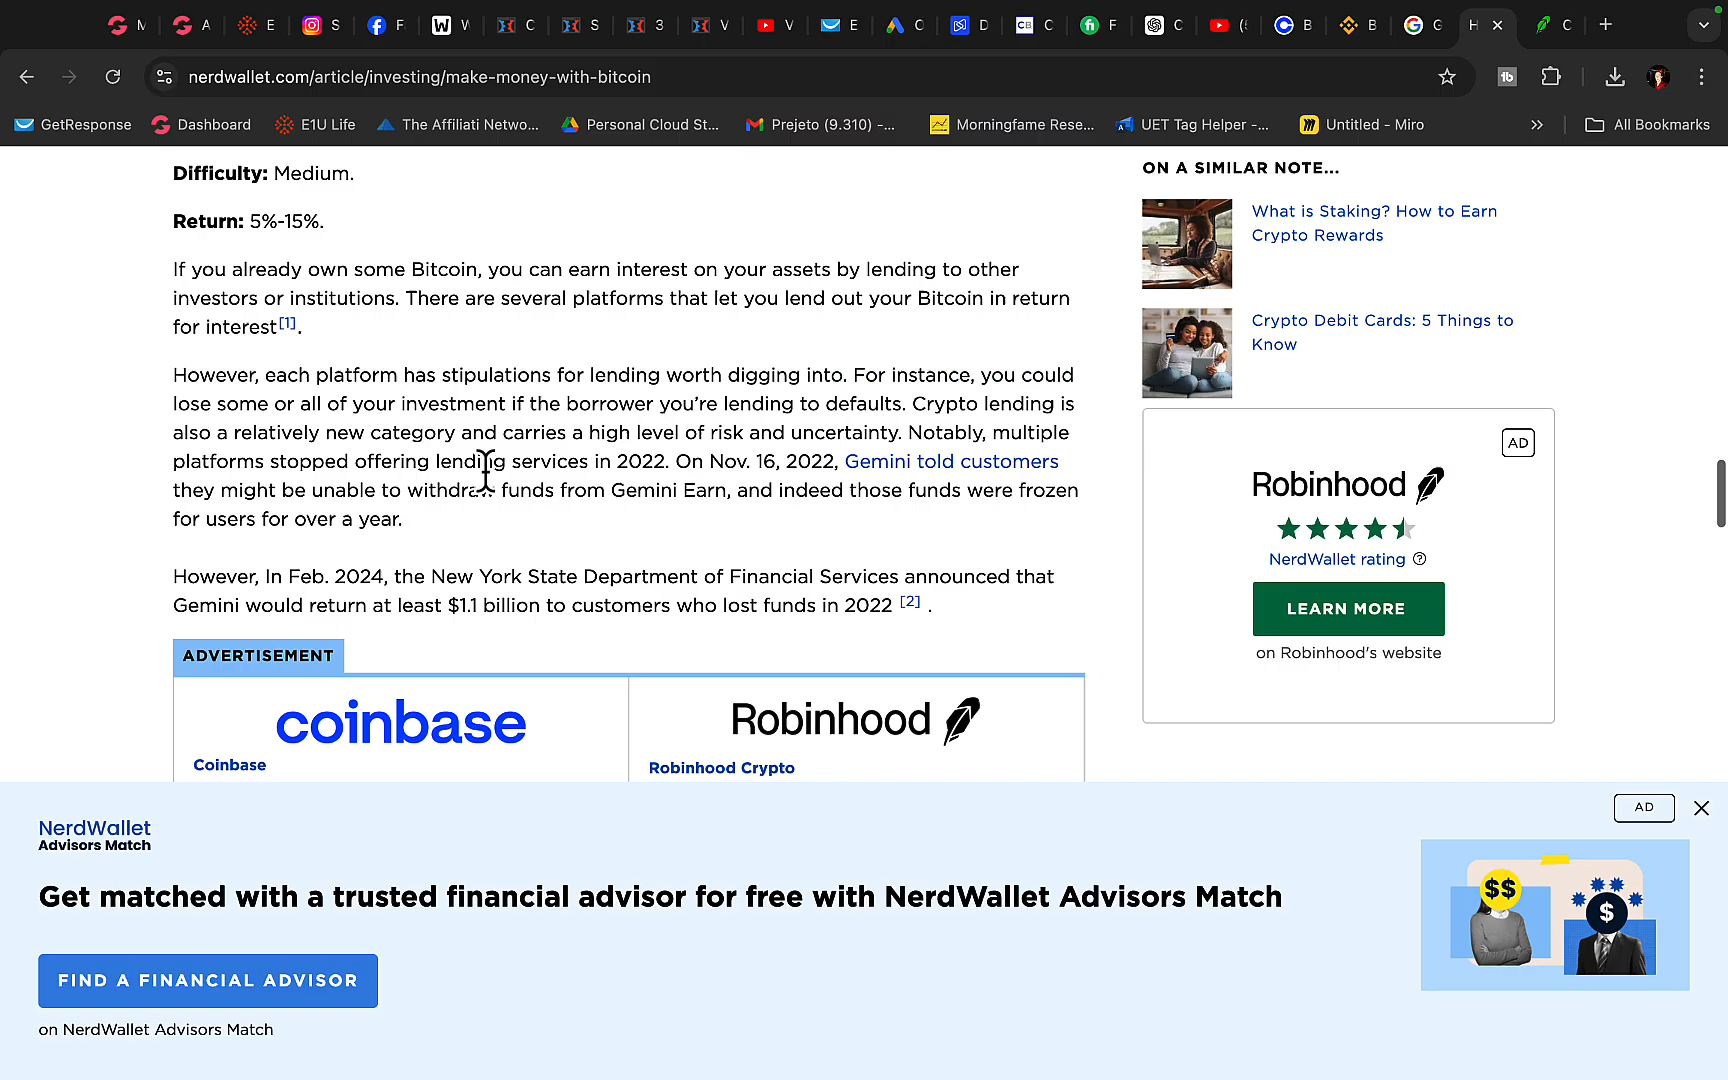 M
A
E
S
F
W
C
S
3
V
V
E
C
D
CB
C
F
C
(
B
B
G
H
C
nerdwallet.com/article/investing/make-money-with-bitcoin
GetResponse
Dashboard
E1U Life
The Affiliati Netwo...
Personal Cloud St...
Prejeto (9.310) -...
Morningfame Rese...
UET Tag Helper -...
Untitled - Miro
All Bookmarks
Difficulty: Medium.
Return: 5%-15%.
If you already own some Bitcoin, you can earn interest on your assets by lending to other
investors or institutions. There are several platforms that let you lend out your Bitcoin in return
for interest[1].
However, each platform has stipulations for lending worth digging into. For instance, you could
lose some or all of your investment if the borrower you’re lending to defaults. Crypto lending is
also a relatively new category and carries a high level of risk and uncertainty. Notably, multiple
platforms stopped offering lending services in 2022. On Nov. 16, 2022, Gemini told customers
they might be unable to withdraw funds from Gemini Earn, and indeed those funds were frozen
for users for over a year.
However, In Feb. 2024, the New York State Department of Financial Services announced that
Gemini would return at least $1.1 billion to customers who lost funds in 2022 [2] .
ADVERTISEMENT
coinbase
Coinbase
Robinhood
Robinhood Crypto
ON A SIMILAR NOTE...
What is Staking? How to Earn
Crypto Rewards
Crypto Debit Cards: 5 Things to
Know
AD
Robinhood
NerdWallet rating
LEARN MORE
on Robinhood's website
AD
NerdWallet
Advisors Match
Get matched with a trusted financial advisor for free with NerdWallet Advisors Match
FIND A FINANCIAL ADVISOR
on NerdWallet Advisors Match
$$
$